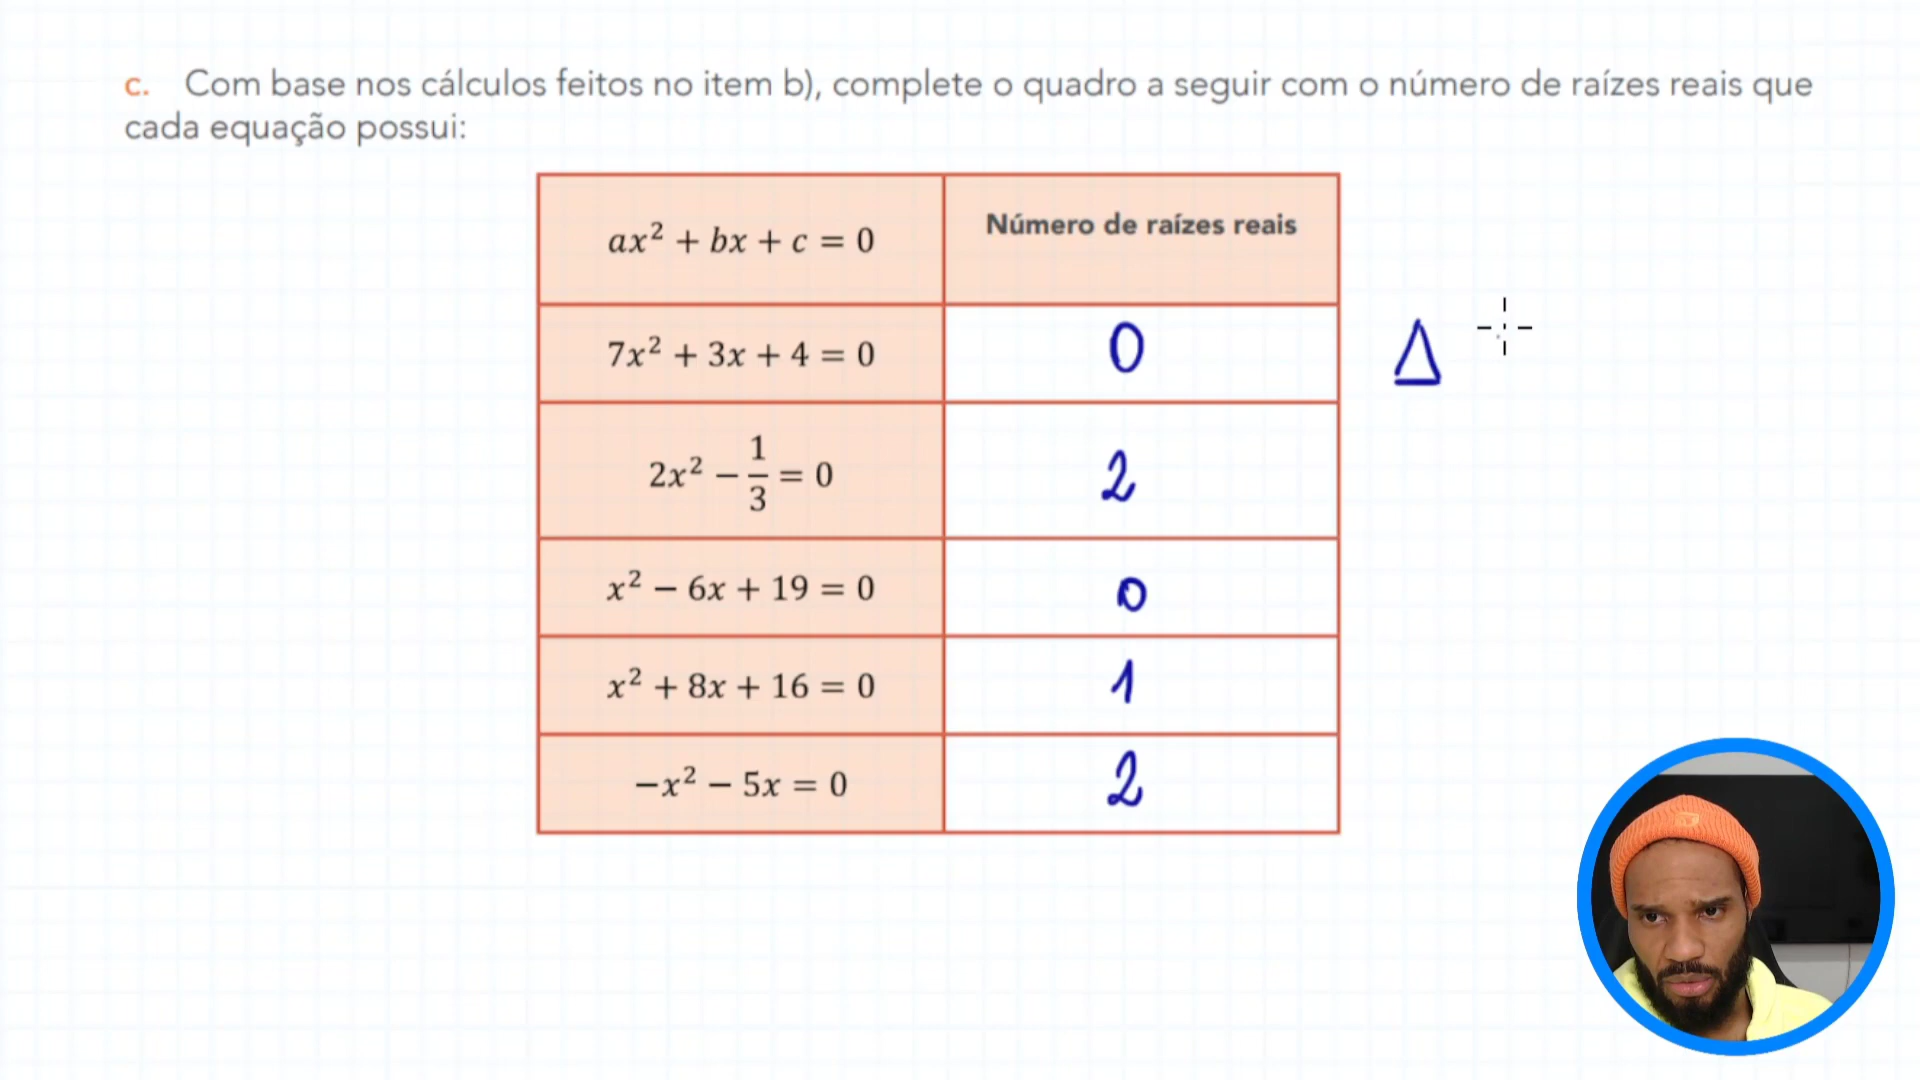 c. Com base nos cálculos feitos no item b), complete o quadro a seguir com o número de raízes reais que
cada equação possui:
ax² + bx + c = 0 Número de raízes reais
7x² + 3x + 4 = 0 0 Δ
2x² − 1/3 = 0 2
x² − 6x + 19 = 0 0
x² + 8x + 16 = 0 1
−x² − 5x = 0 2